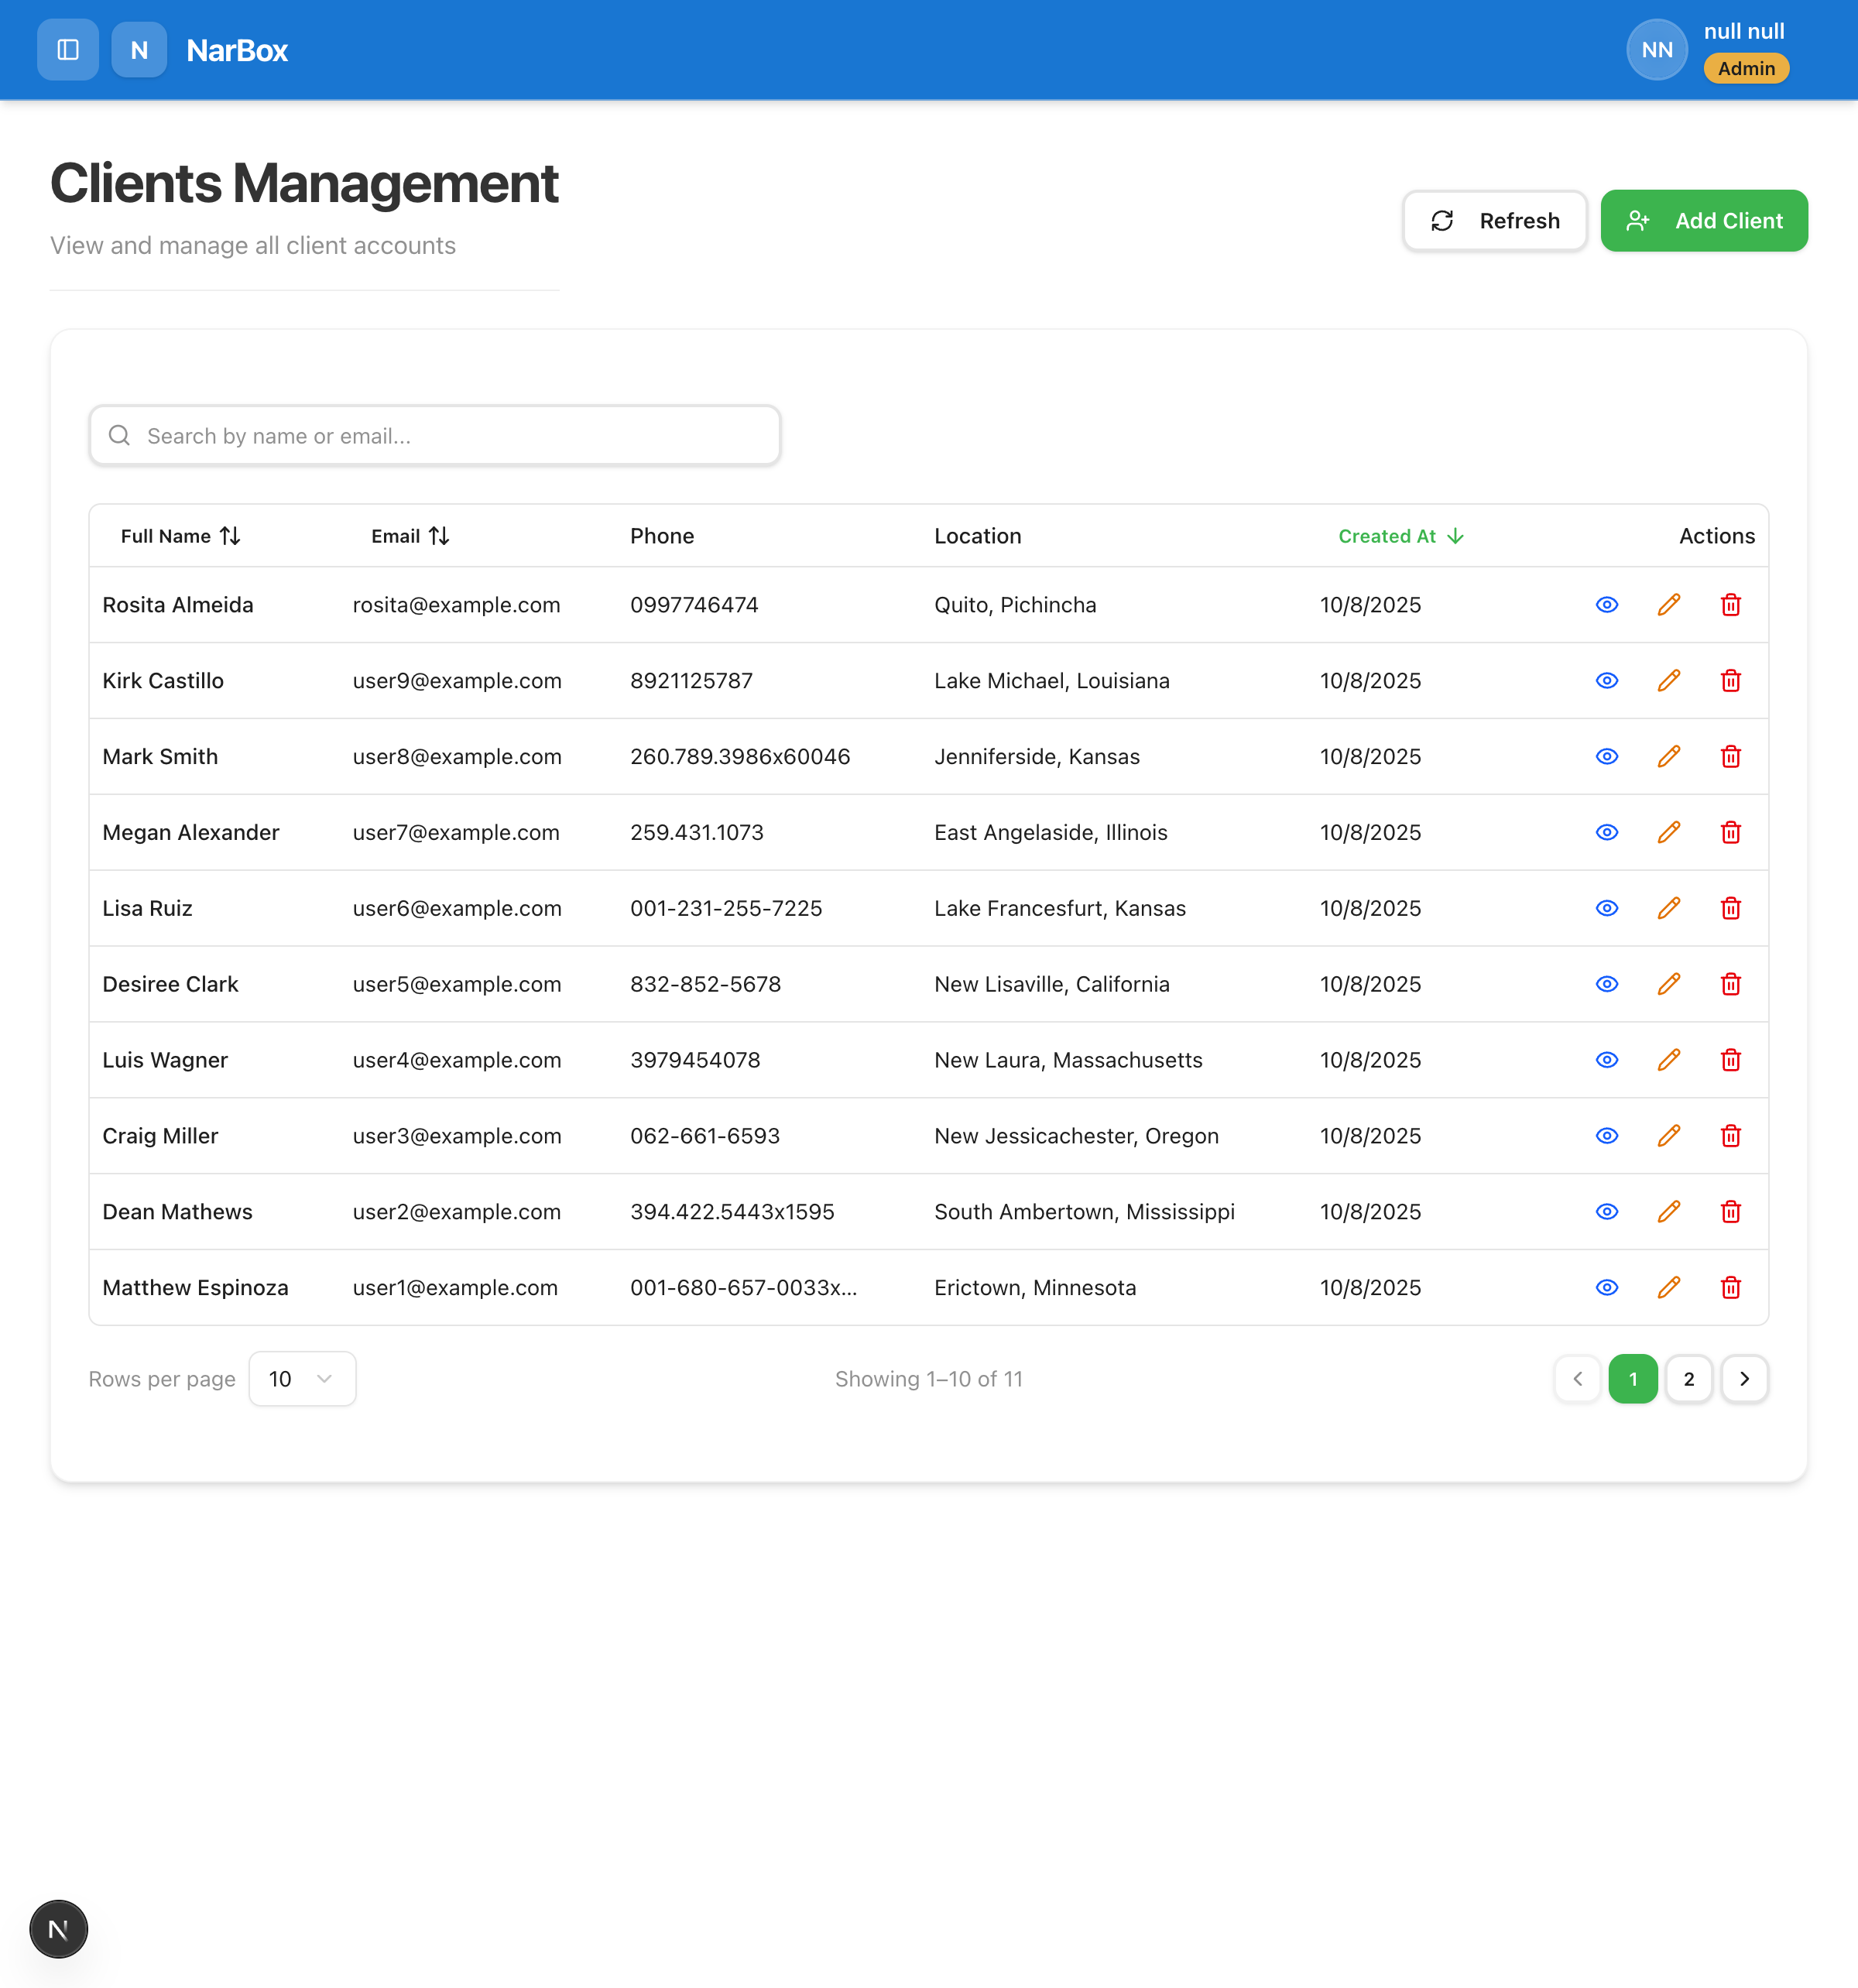 N NarBox
NN null null
Admin
Clients Management
View and manage all client accounts
Refresh Add Client
Search by name or email...
Full Name Email Phone Location Created At Actions
Rosita Almeida rosita@example.com 0997746474 Quito, Pichincha 10/8/2025
Kirk Castillo user9@example.com 8921125787 Lake Michael, Louisiana 10/8/2025
Mark Smith user8@example.com 260.789.3986x60046 Jenniferside, Kansas 10/8/2025
Megan Alexander user7@example.com 259.431.1073 East Angelaside, Illinois 10/8/2025
Lisa Ruiz user6@example.com 001-231-255-7225 Lake Francesfurt, Kansas 10/8/2025
Desiree Clark user5@example.com 832-852-5678 New Lisaville, California 10/8/2025
Luis Wagner user4@example.com 3979454078 New Laura, Massachusetts 10/8/2025
Craig Miller user3@example.com 062-661-6593 New Jessicachester, Oregon 10/8/2025
Dean Mathews user2@example.com 394.422.5443x1595 South Ambertown, Mississippi 10/8/2025
Matthew Espinoza user1@example.com 001-680-657-0033x... Erictown, Minnesota 10/8/2025
Rows per page 10 Showing 1–10 of 11 1 2
N